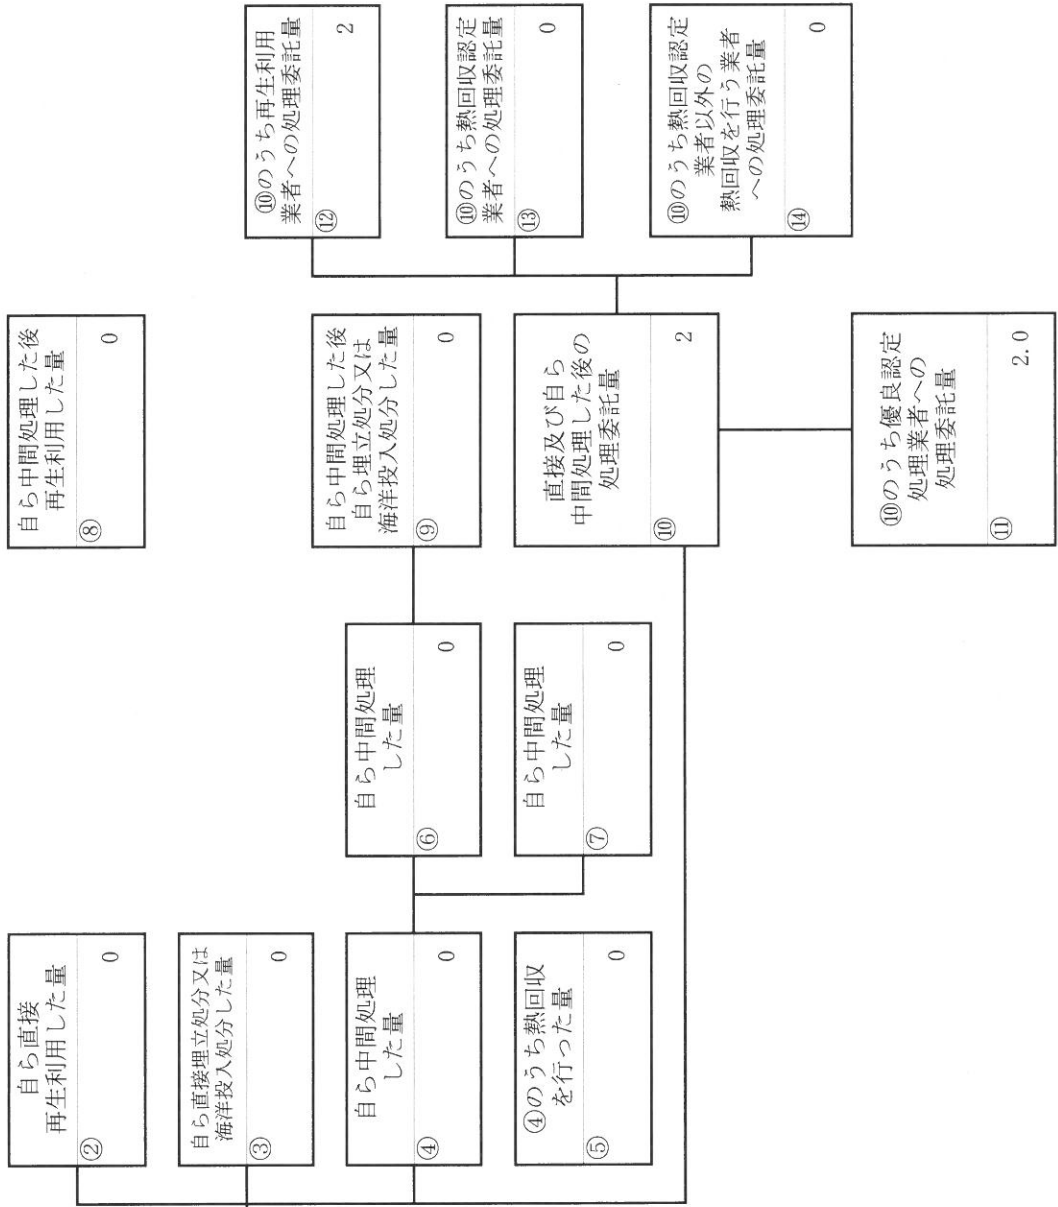 自ら直接
再生利用した量
②
0
自ら直接埋立処分又は
海洋投入処分した量
③
0
自ら中間処理
した量
④
0
④のうち熱回収
を行った量
⑤
0
自ら中間処理
した量
⑥
0
自ら中間処理
した量
⑦
0
自ら中間処理した後
再生利用した量
⑧
0
自ら中間処理した後
自ら埋立処分又は
海洋投入処分した量
⑨
0
直接及び自ら
中間処理した後の
処理委託量
⑩
2
⑩のうち優良認定
処理業者への
処理委託量
⑪
2.0
⑩のうち再生利用
業者への処理委託量
⑫
2
⑩のうち熱回収認定
業者への処理委託量
⑬
0
⑩のうち熱回収認定
業者以外の
熱回収を行う業者
への処理委託量
⑭
0